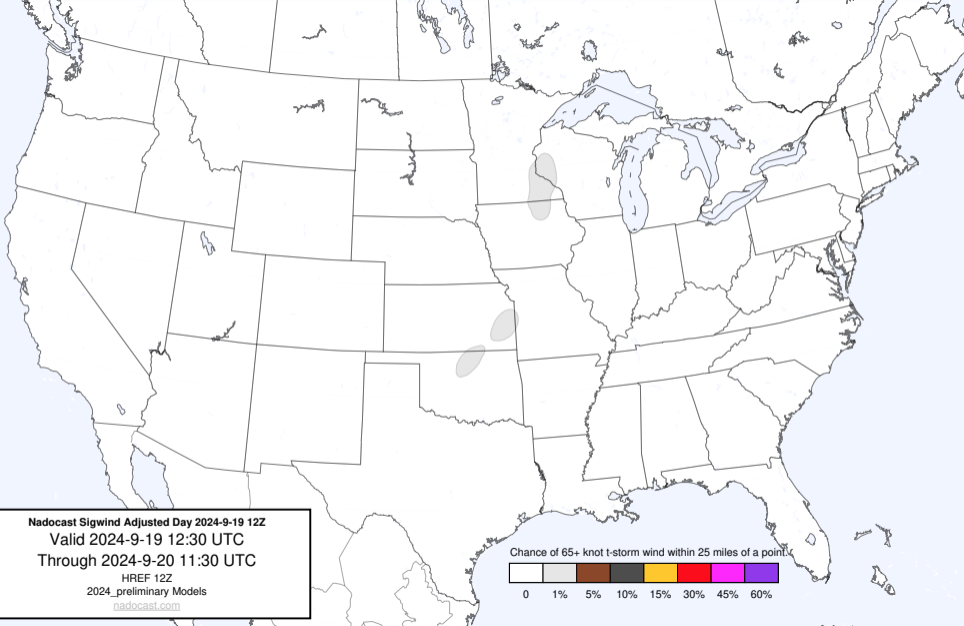 Nadocast Sigwind Adjusted Day 2024-9-19 12Z
Valid 2024-9-19 12:30 UTC
Through 2024-9-20 11:30 UTC
HREF 12Z
2024_preliminary Models
nadocast.com
Chance of 65+ knot t-storm wind within 25 miles of a point.
0 1% 5% 10% 15% 30% 45% 60%